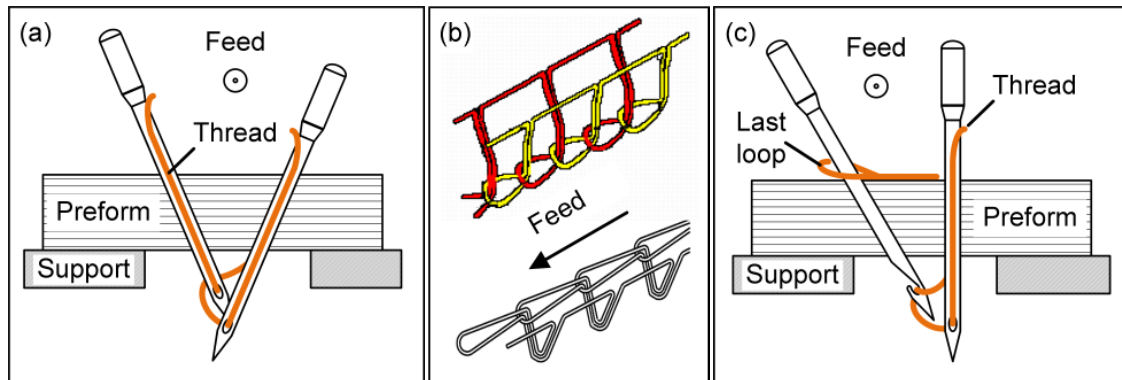 (a)
Feed
Thread
Preform
Support
(b)
Feed
(c)
Feed
Thread
Last
loop
Preform
Support